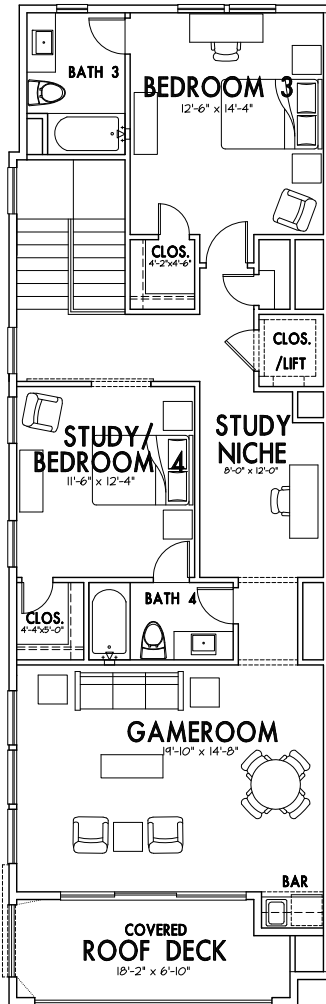 BATH 3
BEDROOM 3
12'-6" x 14'-4"
CLOS.
4'-2"x4'-6"
CLOS.
/LIFT
STUDY/
BEDROOM 4
11'-6" x 12'-4"
STUDY
NICHE
8'-0" x 12'-0"
CLOS.
4'-4"x5'-0"
BATH 4
GAMEROOM
19'-10" x 14'-8"
BAR
COVERED
ROOF DECK
18'-2" x 6'-10"